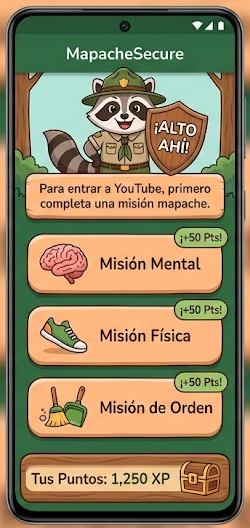 MapacheSecure
¡ALTO
AHÍ!
Para entrar a YouTube, primero
completa una misión mapache.
¡+50 Pts!
Misión Mental
¡+50 Pts!
Misión Física
¡+50 Pts!
Misión de Orden
Tus Puntos: 1,250 XP